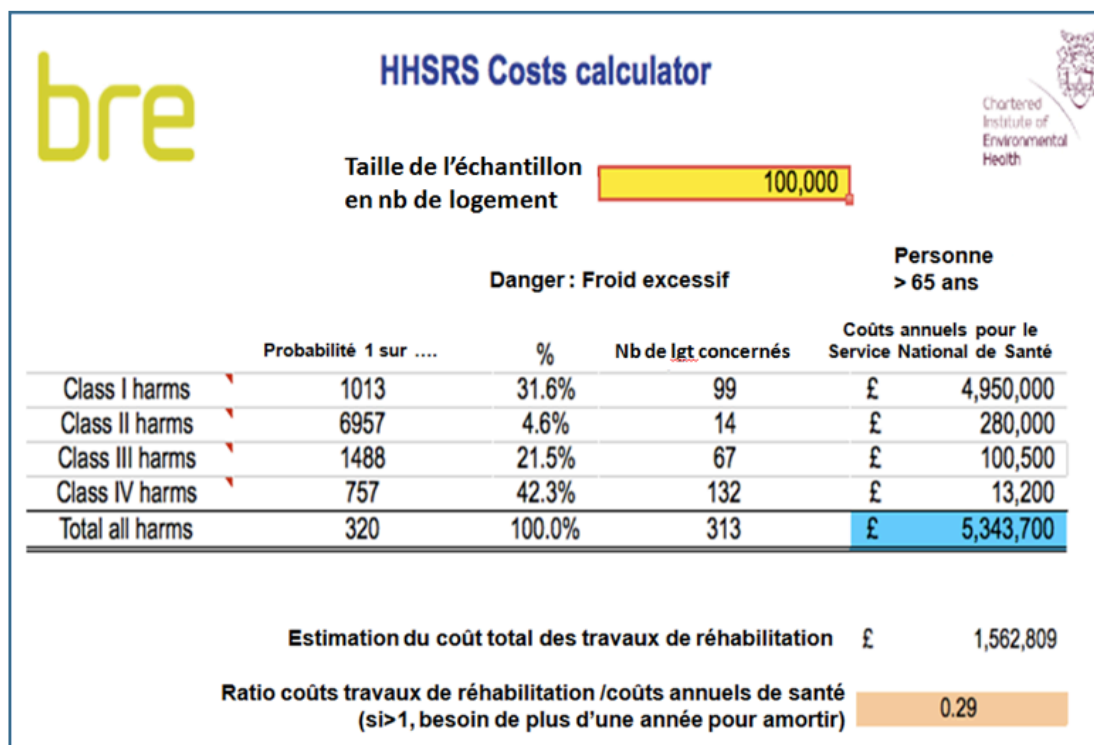 bre
HHSRS Costs calculator
Chartered
Institute of
Environmental
Health
Taille de l’échantillon
en nb de logement
100,000
Danger : Froid excessif
Personne
> 65 ans
Probabilité 1 sur ....
%
Nb de lgt concernés
Coûts annuels pour le
Service National de Santé
Class I harms 1013 31.6% 99 £ 4,950,000
Class II harms 6957 4.6% 14 £ 280,000
Class III harms 1488 21.5% 67 £ 100,500
Class IV harms 757 42.3% 132 £ 13,200
Total all harms 320 100.0% 313 £ 5,343,700
Estimation du coût total des travaux de réhabilitation £ 1,562,809
Ratio coûts travaux de réhabilitation /coûts annuels de santé
(si>1, besoin de plus d’une année pour amortir)
0.29